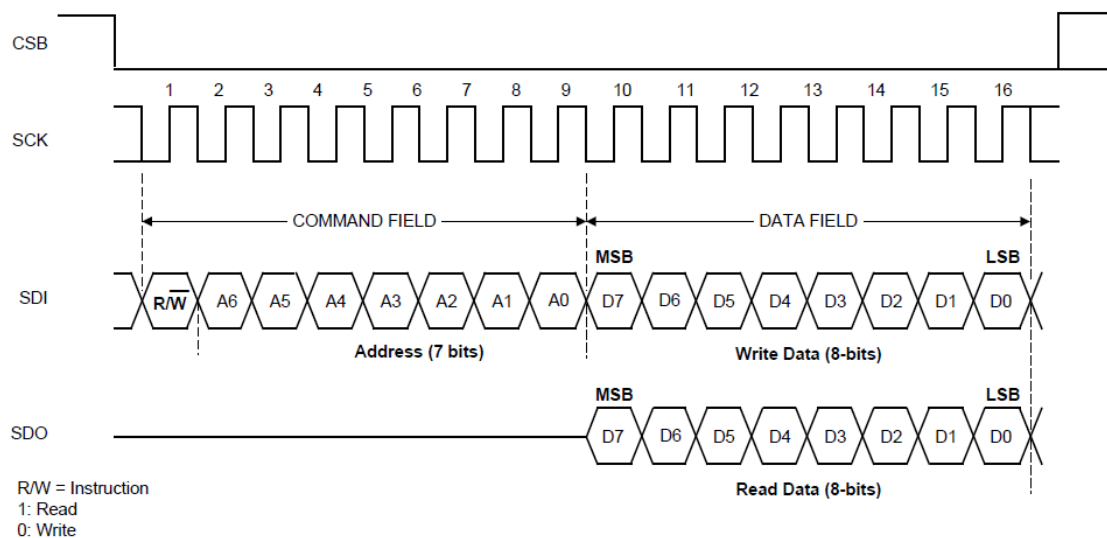 CSB
1 2 3 4 5 6 7 8 9 10 11 12 13 14 15 16
SCK
COMMAND FIELD DATA FIELD
MSB LSB
SDI R/W̅ A6 A5 A4 A3 A2 A1 A0 D7 D6 D5 D4 D3 D2 D1 D0
Address (7 bits) Write Data (8-bits)
MSB LSB
SDO D7 D6 D5 D4 D3 D2 D1 D0
Read Data (8-bits)
R/W = Instruction
1: Read
0: Write